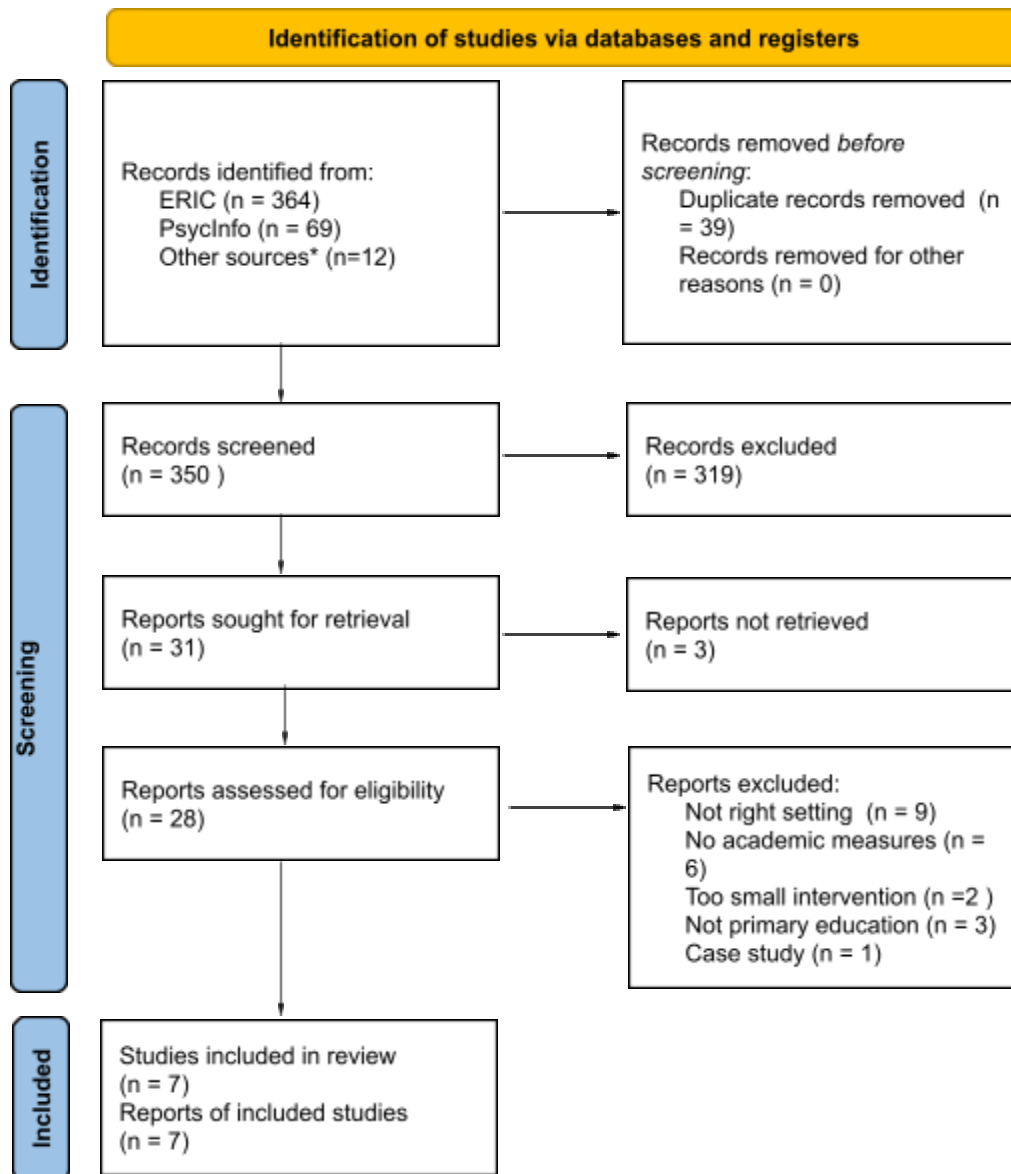 Identification of studies via databases and registers
Identification
Records identified from:
ERIC (n = 364)
PsycInfo (n = 69)
Other sources* (n=12)
Records removed before
screening:
Duplicate records removed (n
= 39)
Records removed for other
reasons (n = 0)
Screening
Records screened
(n = 350 )
Records excluded
(n = 319)
Reports sought for retrieval
(n = 31)
Reports not retrieved
(n = 3)
Reports assessed for eligibility
(n = 28)
Reports excluded:
Not right setting (n = 9)
No academic measures (n =
6)
Too small intervention (n =2 )
Not primary education (n = 3)
Case study (n = 1)
Included
Studies included in review
(n = 7)
Reports of included studies
(n = 7)